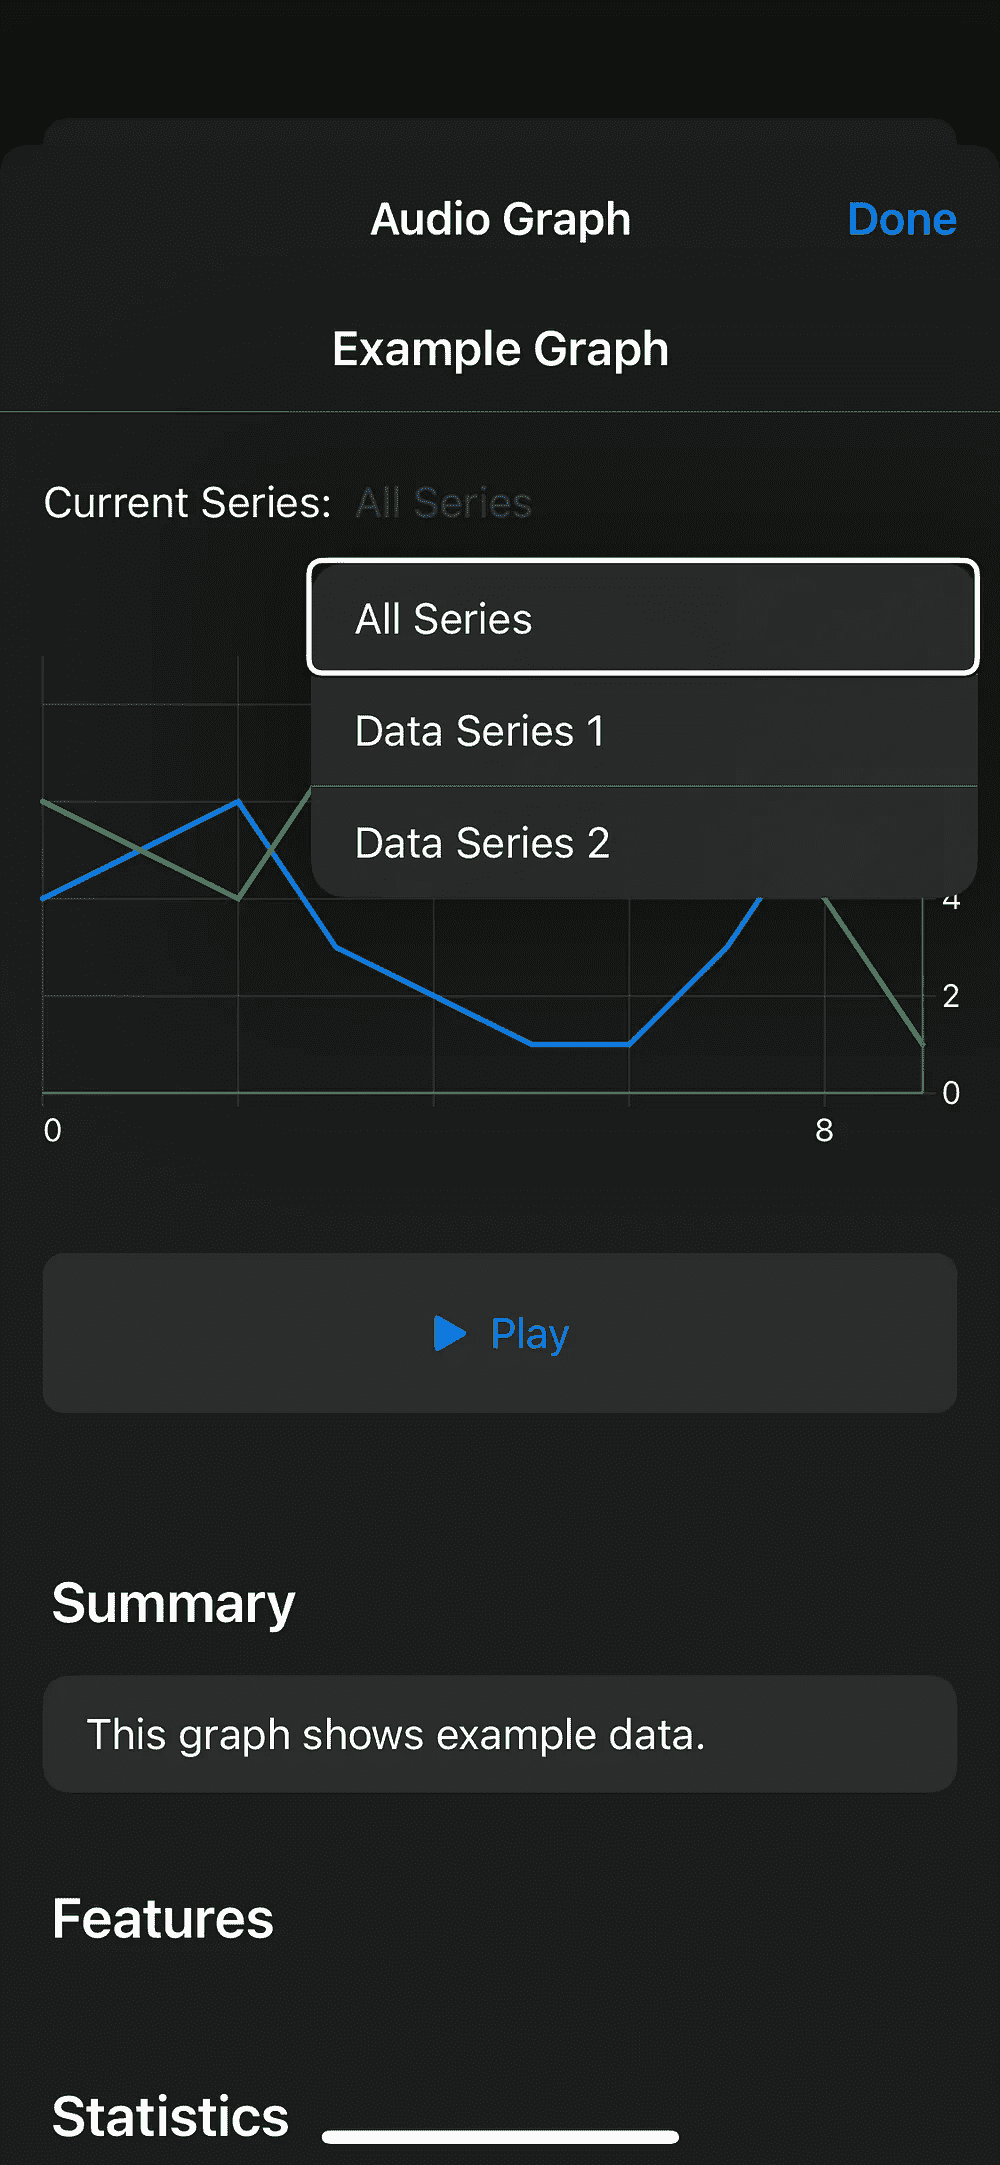 Audio Graph Done
Example Graph
Current Series: All Series
All Series
Data Series 1
Data Series 2
4
2
0
0 8
Play
Summary
This graph shows example data.
Features
Statistics